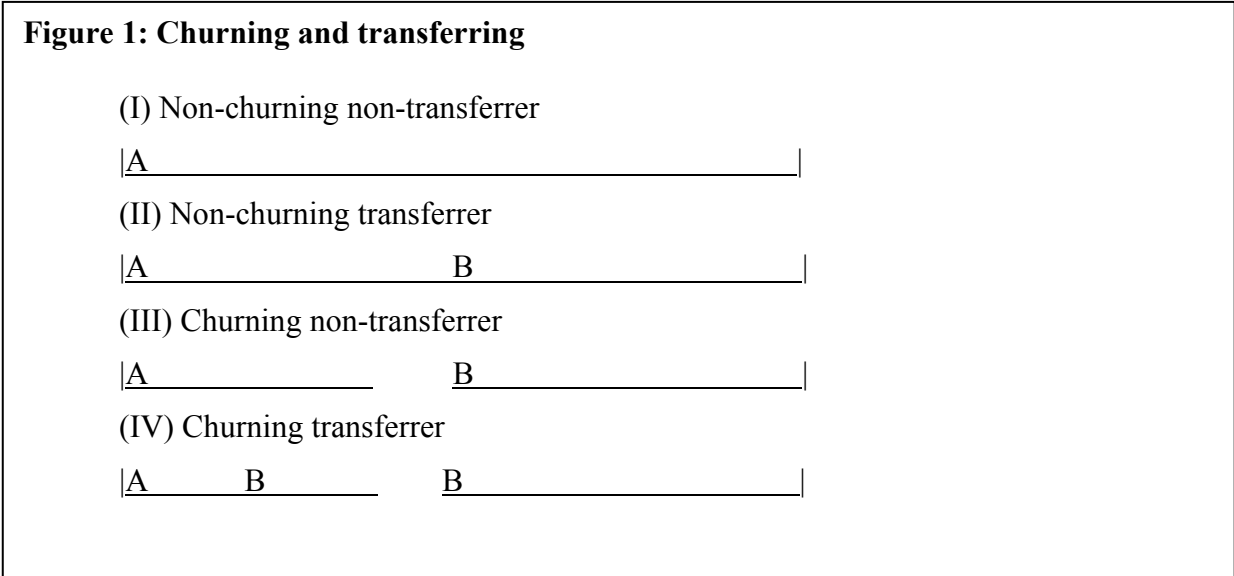 Figure 1: Churning and transferring
(I) Non-churning non-transferrer
|A |
(II) Non-churning transferrer
|A B |
(III) Churning non-transferrer
|A B |
(IV) Churning transferrer
|A B B |